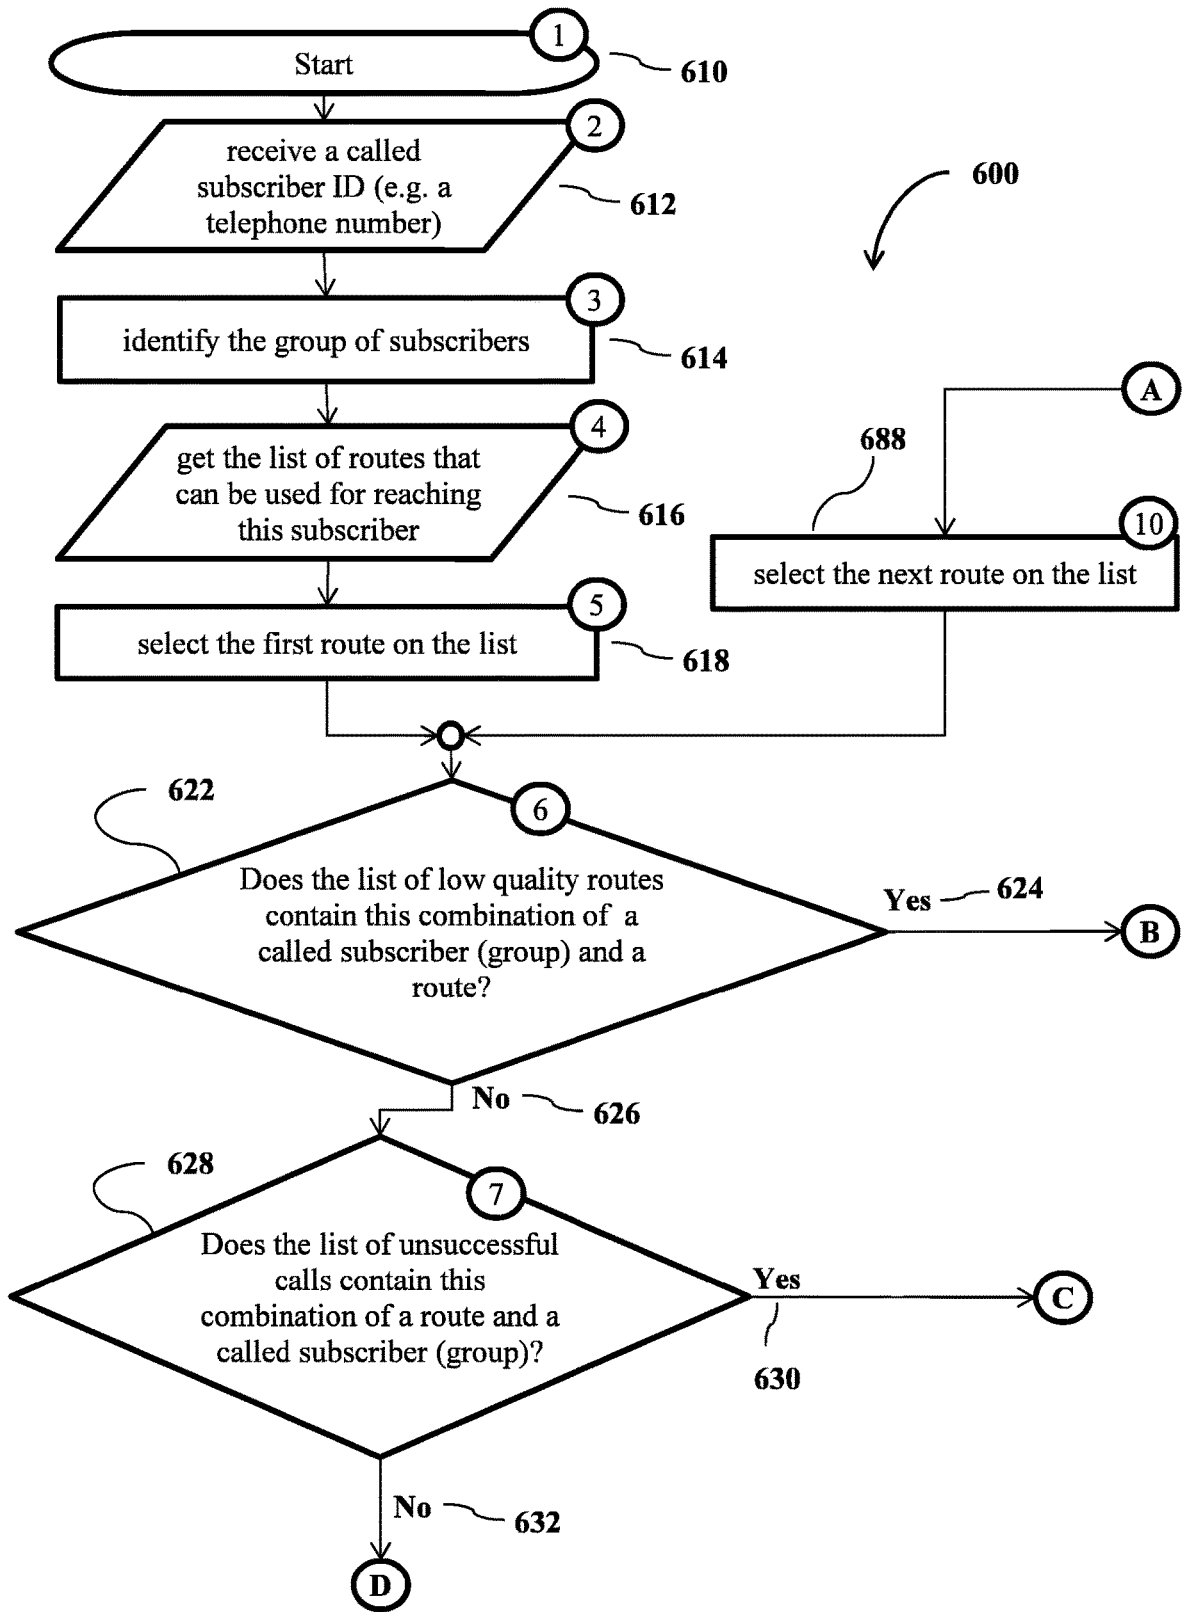 1
Start
610
2
receive a called
subscriber ID (e.g. a
telephone number)
612
600
3
identify the group of subscribers
614
A
4
get the list of routes that
can be used for reaching
this subscriber
616
688
10
select the next route on the list
5
select the first route on the list
618
622
6
Does the list of low quality routes
contain this combination of a
called subscriber (group) and a
route?
Yes
624
B
No
626
628
7
Does the list of unsuccessful
calls contain this
combination of a route and a
called subscriber (group)?
Yes
C
630
No
632
D